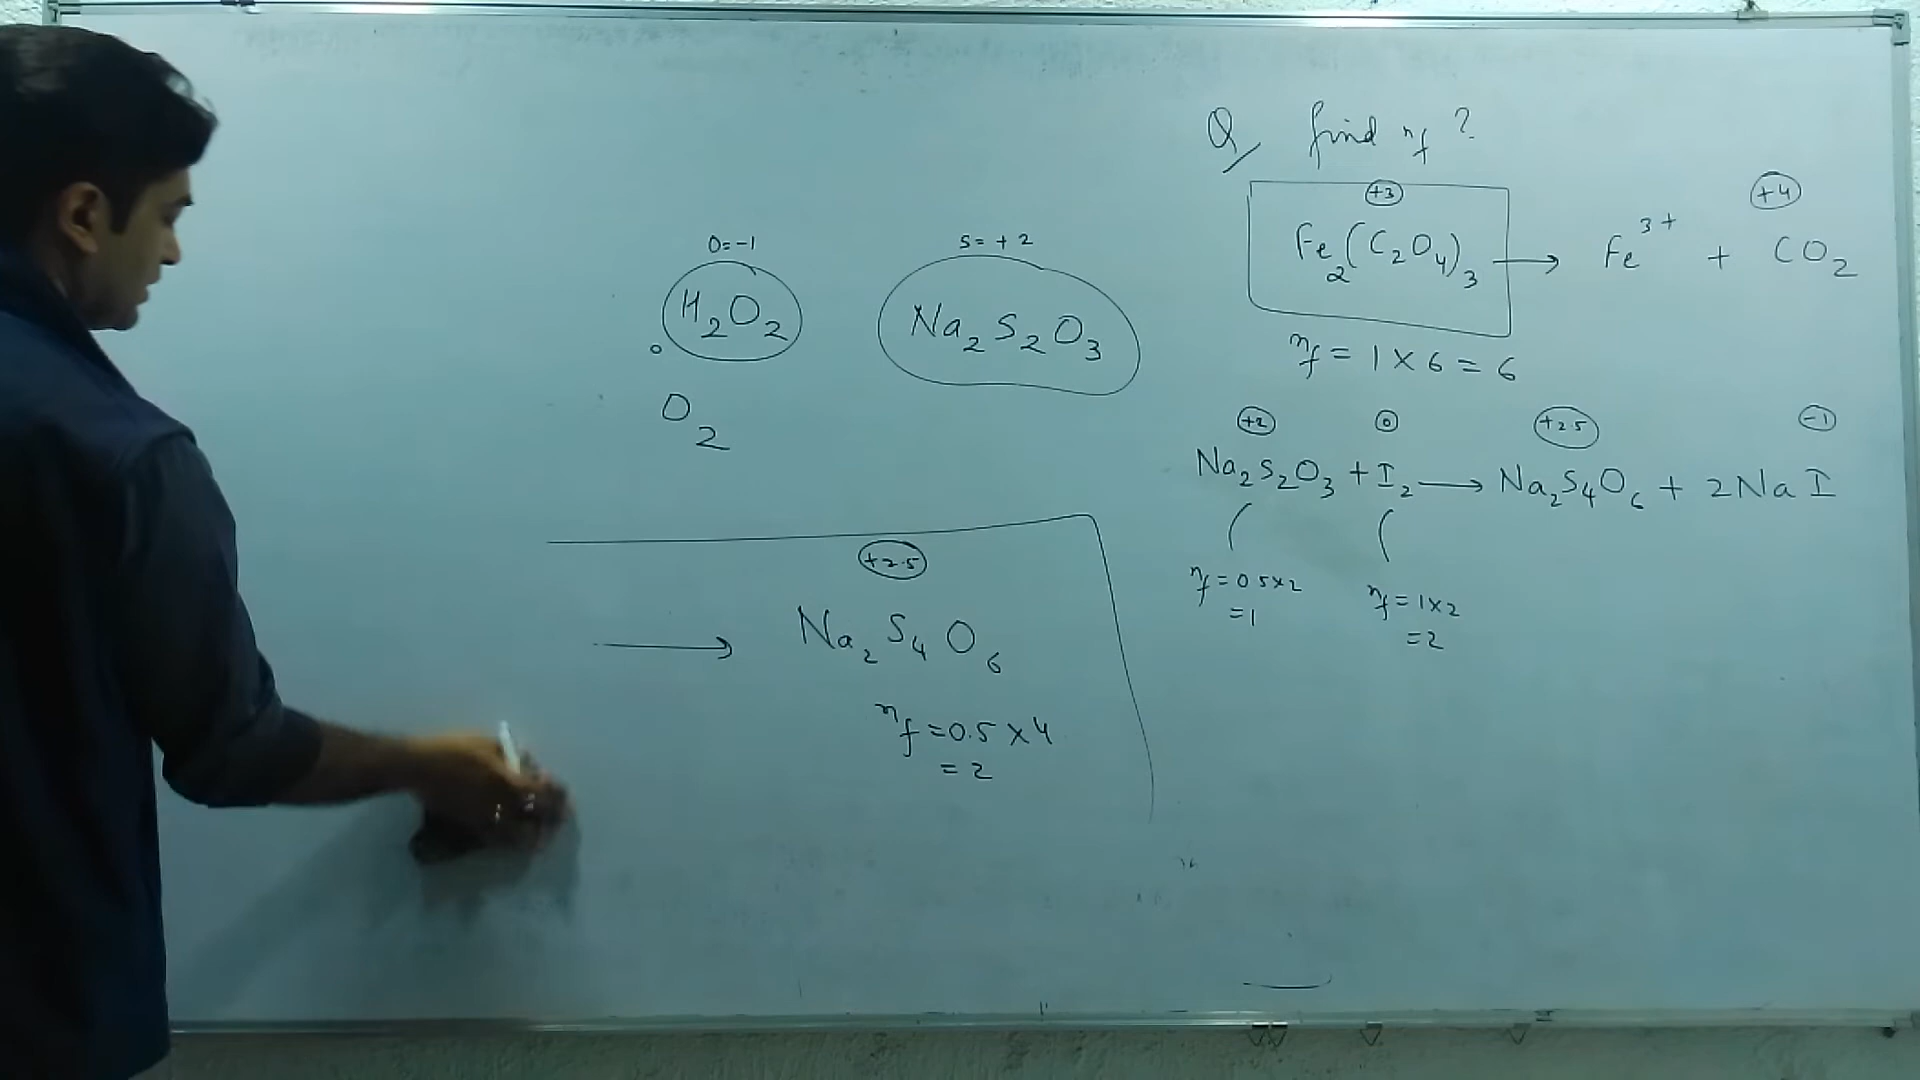 O=-1
H₂O₂
O₂
S=+2
Na₂S₂O₃
+2.5
→ Na₂S₄O₆
nf=0.5×4
=2
Q/ find nf?
+3 +4
Fe₂(C₂O₄)₃ → Fe³⁺ + CO₂
nf=1×6=6
+2 0 +2.5 -1
Na₂S₂O₃+I₂→Na₂S₄O₆+2NaI
nf=0.5×2
=1
nf=1×2
=2